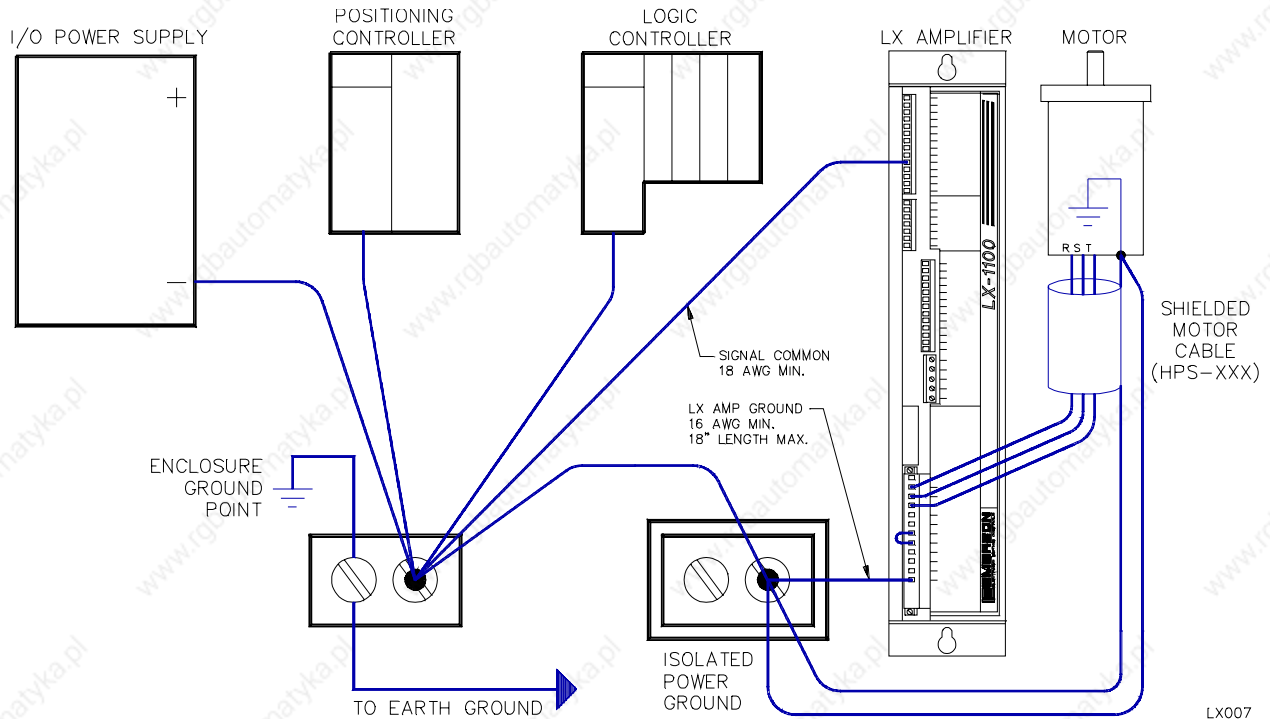 I/O POWER SUPPLY
POSITIONING
CONTROLLER
LOGIC
CONTROLLER
LX AMPLIFIER
MOTOR
+
−
LX-1100
R S T
SHIELDED
MOTOR
CABLE
(HPS-XXX)
SIGNAL COMMON
18 AWG MIN.
LX AMP GROUND
16 AWG MIN.
18" LENGTH MAX.
ENCLOSURE
GROUND
POINT
EMERSON
ISOLATED
POWER
GROUND
TO EARTH GROUND
LX007
www.rgbautomatyka.pl